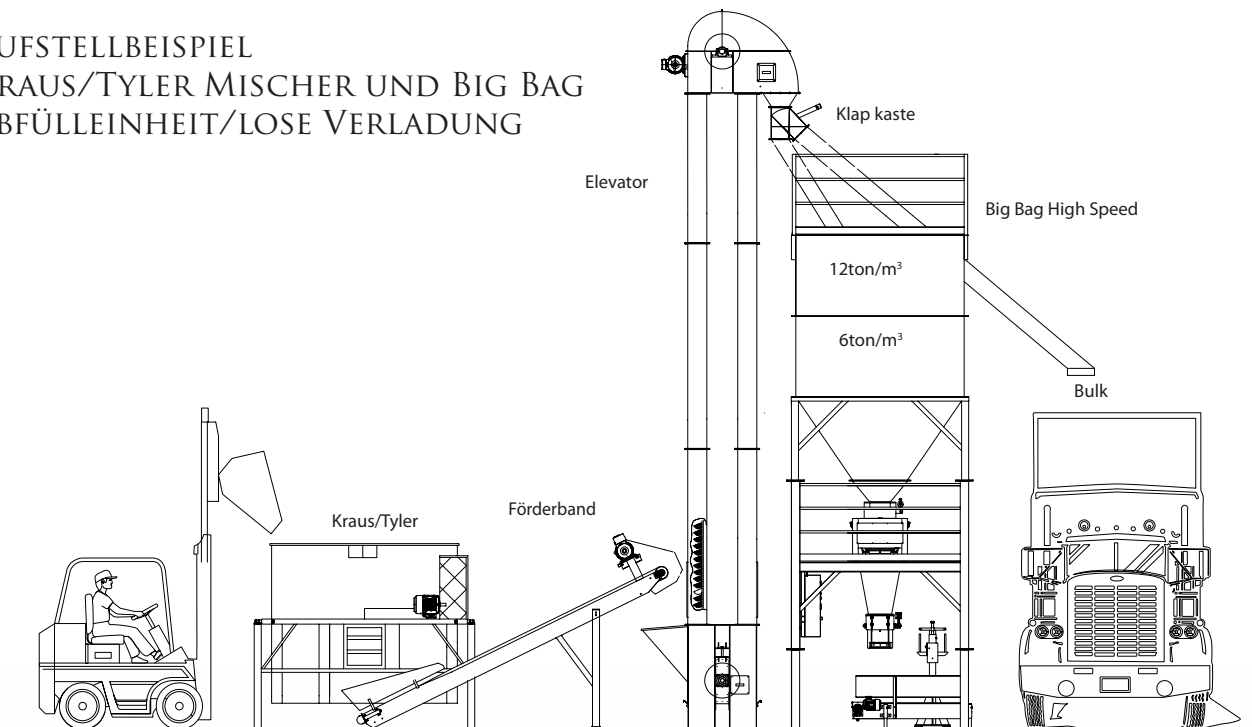 UFSTELLBEISPIEL
RAUS/TYLER MISCHER UND BIG BAG
BFÜLLEINHEIT/LOSE VERLADUNG
Klap kaste
Elevator
Big Bag High Speed
12ton/m³
6ton/m³
Bulk
Förderband
Kraus/Tyler